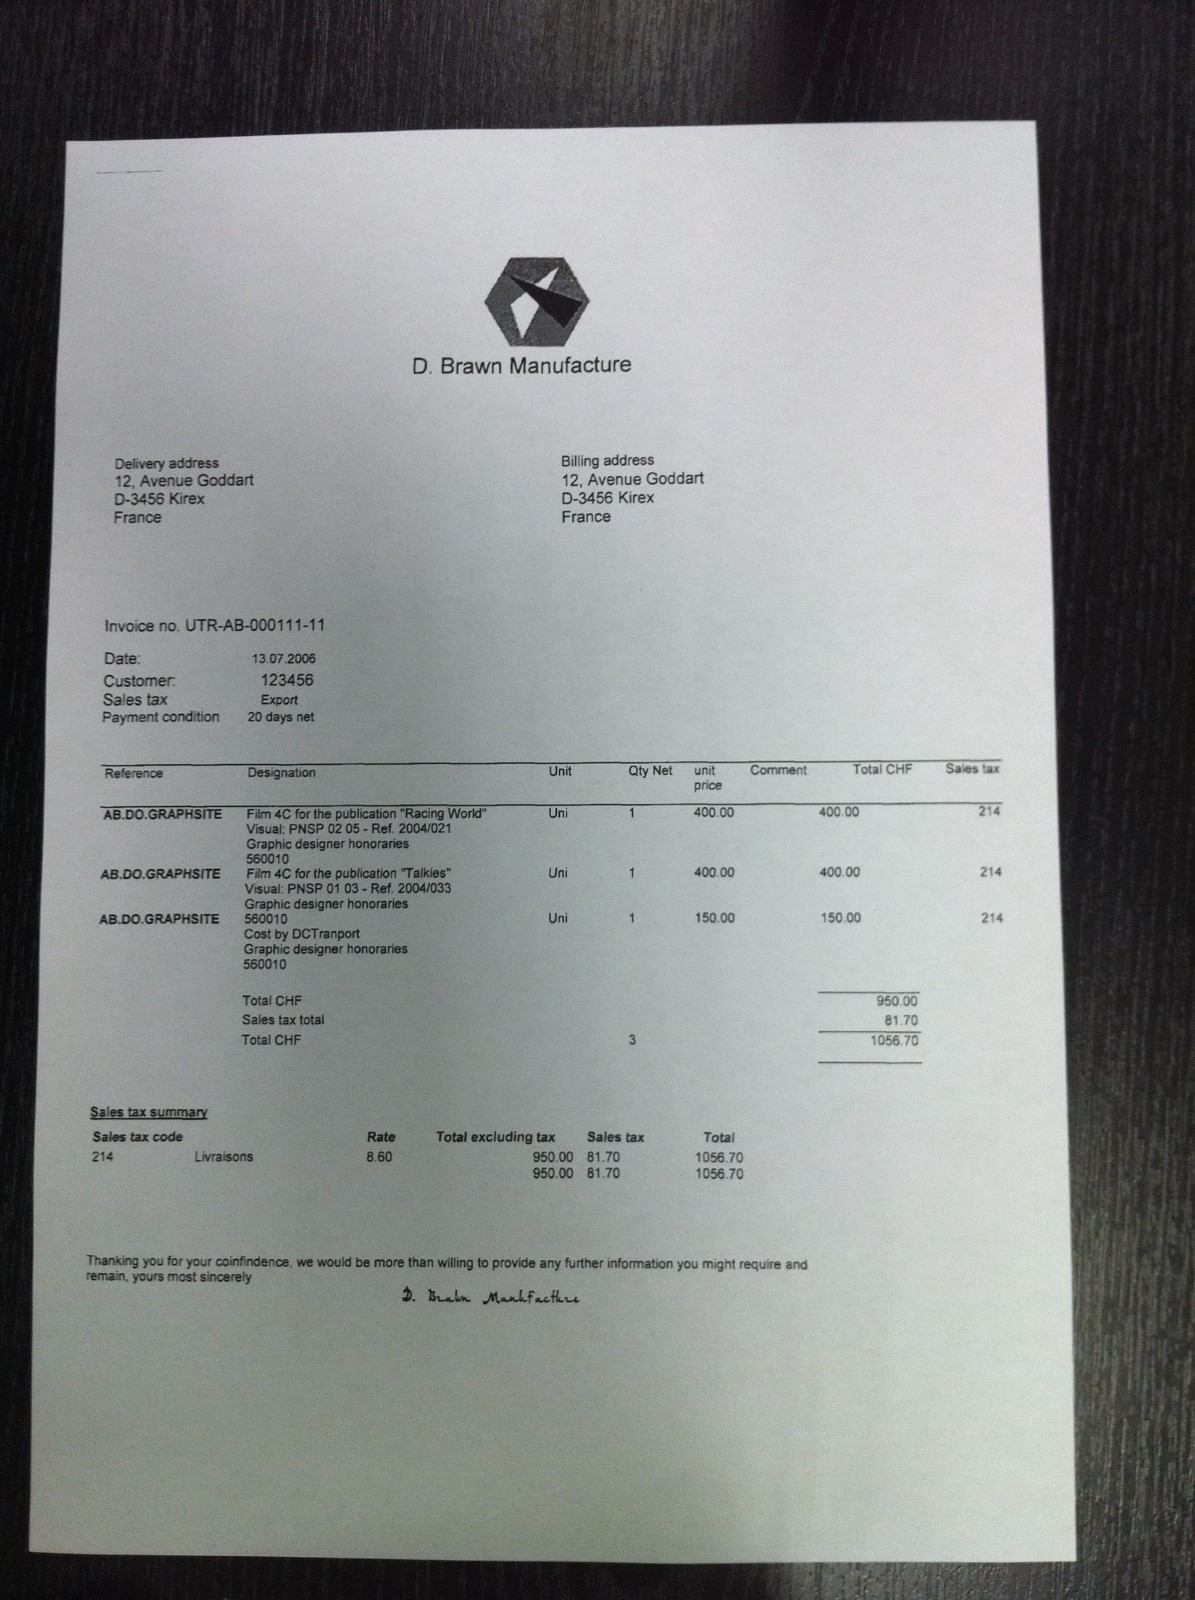 D. Brawn Manufacture
Delivery address
12, Avenue Goddart
D-3456 Kirex
France
Billing address
12, Avenue Goddart
D-3456 Kirex
France
Invoice no. UTR-AB-000111-11
Date: 13.07.2006
Customer: 123456
Sales tax Export
Payment condition 20 days net
Reference Designation Unit Qty Net unit price Comment Total CHF Sales tax
AB.DO.GRAPHSITE Film 4C for the publication "Racing World" Uni 1 400.00 400.00 214
Visual: PNSP 02 05 - Ref. 2004/021
Graphic designer honoraries
560010
AB.DO.GRAPHSITE Film 4C for the publication "Talkies" Uni 1 400.00 400.00 214
Visual: PNSP 01 03 - Ref. 2004/033
Graphic designer honoraries
AB.DO.GRAPHSITE 560010 Uni 1 150.00 150.00 214
Cost by DCTranport
Graphic designer honoraries
560010
Total CHF 950.00
Sales tax total 81.70
Total CHF 3 1056.70
Sales tax summary
Sales tax code Rate Total excluding tax Sales tax Total
214 Livraisons 8.60 950.00 81.70 1056.70
950.00 81.70 1056.70
Thanking you for your coinfindence, we would be more than willing to provide any further information you might require and
remain, yours most sincerely
D. Brawn Manufacture